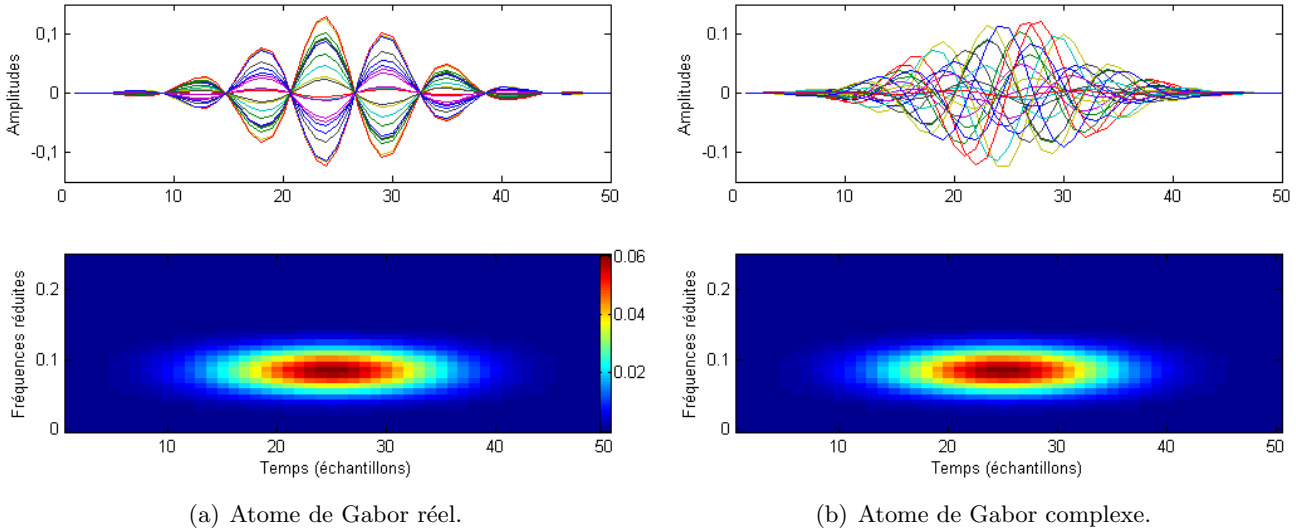 0,1
0
-0,1
Amplitudes
0 10 20 30 40 50
0.1
0
-0.1
Amplitudes
0 10 20 30 40 50
0.2
0.1
0
Fréquences réduites
10 20 30 40 50
Temps (échantillons)
0.06
0.04
0.02
0.2
0.1
0
Fréquences réduites
10 20 30 40 50
Temps (échantillons)
(a) Atome de Gabor réel.
(b) Atome de Gabor complexe.